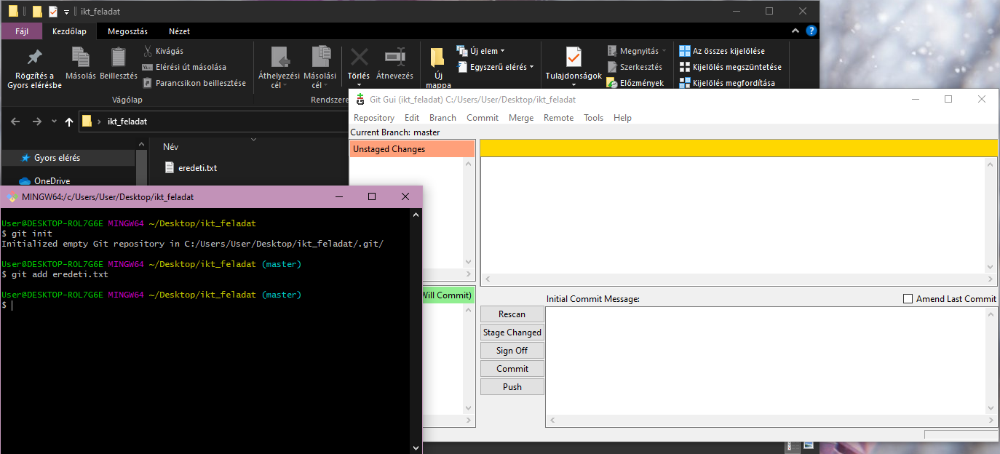 ikt_feladat
Fájl Kezdőlap Megosztás Nézet
Rögzítés a Gyors elérésbe
Másolás
Beillesztés
Kivágás
Elérési út másolása
Parancsikon beillesztése
Vágólap
Áthelyezési cél
Másolási cél
Törlés
Átnevezés
Rendszere
Új mappa
Új elem
Egyszerű elérés
Tulajdonságok
Megnyitás
Szerkesztés
Előzmények
Az összes kijelölése
Kijelölés megszüntetése
Kijelölés megfordítása
ikt_feladat
Gyors elérés
OneDrive
Név
eredeti.txt
Git Gui (ikt_feladat) C:/Users/User/Desktop/ikt_feladat
Repository Edit Branch Commit Merge Remote Tools Help
Current Branch: master
Unstaged Changes
Will Commit)
Initial Commit Message:
Amend Last Commit
Rescan
Stage Changed
Sign Off
Commit
Push
MINGW64:/c/Users/User/Desktop/ikt_feladat
User@DESKTOP-ROL7G6E MINGW64 ~/Desktop/ikt_feladat
$ git init
Initialized empty Git repository in C:/Users/User/Desktop/ikt_feladat/.git/
User@DESKTOP-ROL7G6E MINGW64 ~/Desktop/ikt_feladat (master)
$ git add eredeti.txt
User@DESKTOP-ROL7G6E MINGW64 ~/Desktop/ikt_feladat (master)
$